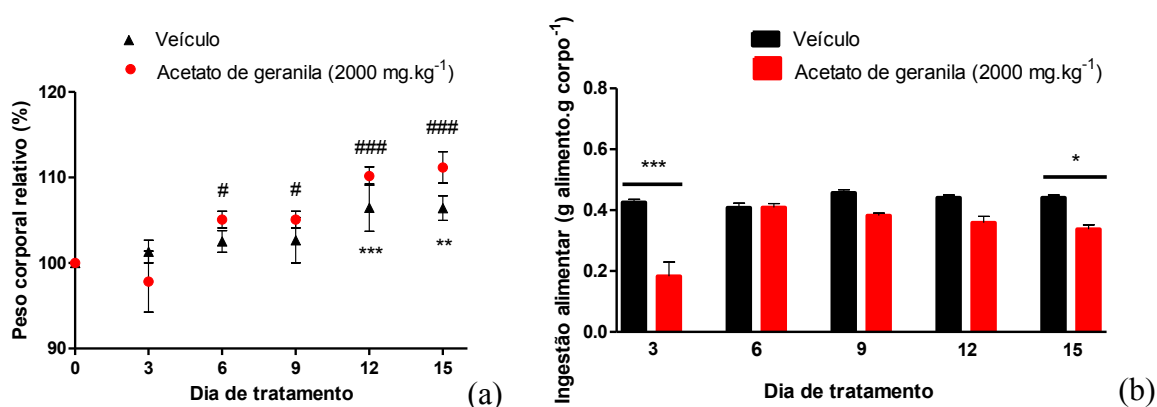 Veículo
Acetato de geranila (2000 mg.kg-1)
Peso corporal relativo (%)
120
110
100
90
#
#
###
###
***
**
0
3
6
9
12
15
Dia de tratamento
(a)
Veículo
Acetato de geranila (2000 mg.kg-1)
Ingestão alimentar (g alimento.g corpo-1)
0.8
0.6
0.4
0.2
0.0
***
*
3
6
9
12
15
Dia de tratamento
(b)